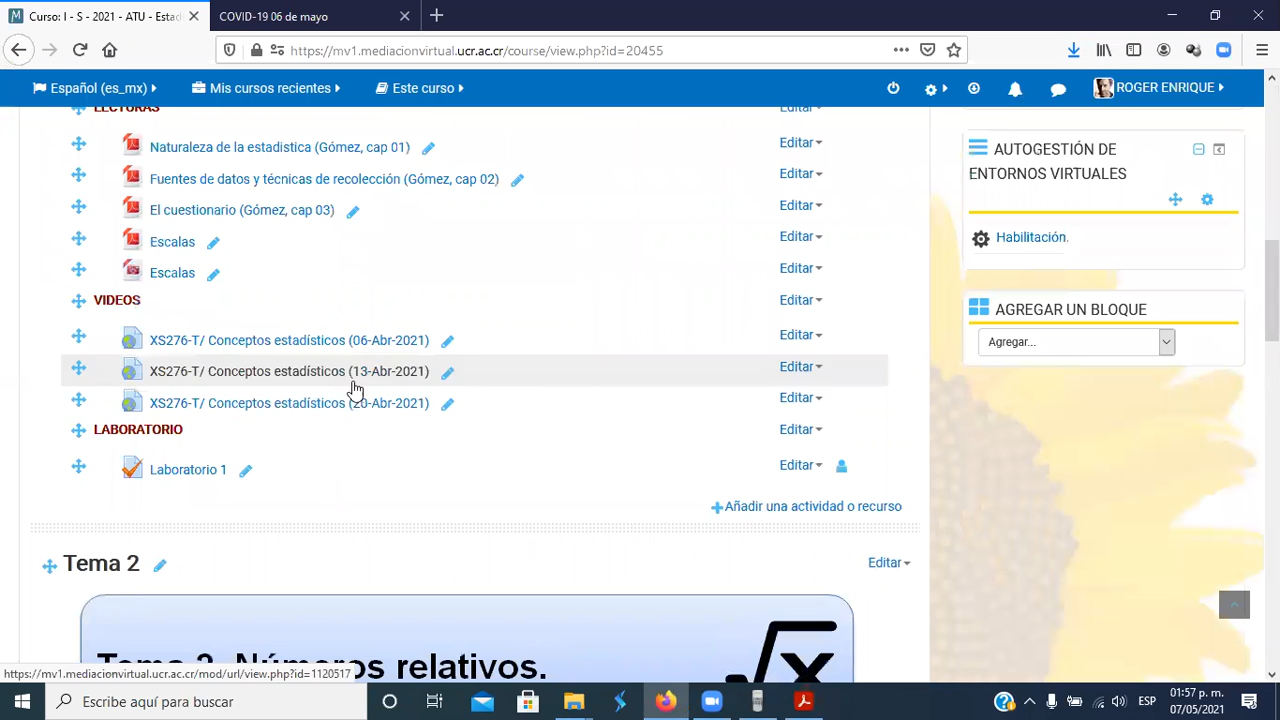 Curso: I - S - 2021 - ATU - Estadí
COVID-19 06 de mayo
https://mv1.mediacionvirtual.ucr.ac.cr/course/view.php?id=20455
Español (es_mx)
Mis cursos recientes
Este curso
ROGER ENRIQUE
LECTURAS
Editar
Naturaleza de la estadistica (Gómez, cap 01)
Editar
Fuentes de datos y técnicas de recolección (Gómez, cap 02)
Editar
El cuestionario (Gómez, cap 03)
Editar
Escalas
Editar
Escalas
Editar
VIDEOS
Editar
XS276-T/ Conceptos estadísticos (06-Abr-2021)
Editar
XS276-T/ Conceptos estadísticos (13-Abr-2021)
Editar
XS276-T/ Conceptos estadísticos (20-Abr-2021)
Editar
LABORATORIO
Editar
Laboratorio 1
Editar
Añadir una actividad o recurso
Tema 2
Editar
Tema 2. Números relativos.
√x
AUTOGESTIÓN DE
ENTORNOS VIRTUALES
Habilitación.
AGREGAR UN BLOQUE
Agregar...
https://mv1.mediacionvirtual.ucr.ac.cr/mod/url/view.php?id=1120517
Escribe aquí para buscar
ESP
01:57 p. m.
07/05/2021